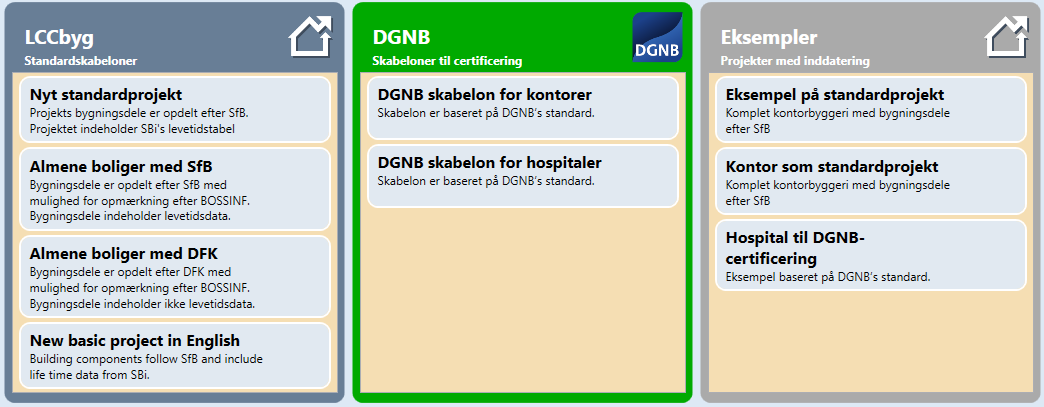 LCCbyg
Standardskabeloner
Nyt standardprojekt
Projekts bygningsdele er opdelt efter SfB.
Projektet indeholder SBi's levetidstabel
Almene boliger med SfB
Bygningsdele er opdelt efter SfB med
mulighed for opmærkning efter BOSSINF.
Bygningsdele indeholder levetidsdata.
Almene boliger med DFK
Bygningsdele er opdelt efter DFK med
mulighed for opmærkning efter BOSSINF.
Bygningsdele indeholder ikke levetidsdata.
New basic project in English
Building components follow SfB and include
life time data from SBi.
DGNB
Skabeloner til certificering
DGNB
DGNB skabelon for kontorer
Skabelon er baseret på DGNB's standard.
DGNB skabelon for hospitaler
Skabelon er baseret på DGNB's standard.
Eksempler
Projekter med inddatering
Eksempel på standardprojekt
Komplet kontorbyggeri med bygningsdele
efter SfB
Kontor som standardprojekt
Komplet kontorbyggeri med bygningsdele
efter SfB
Hospital til DGNB-
certificering
Eksempel baseret på DGNB's standard.